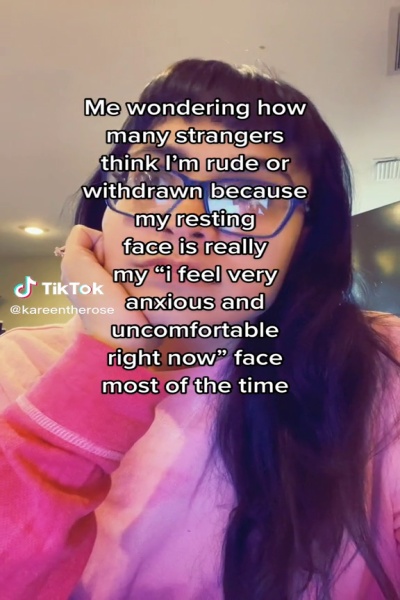 Me wondering how
many strangers
think I'm rude or
withdrawn because
my resting
face is really
my “i feel very
anxious and
uncomfortable
right now” face
most of the time
TikTok
@kareentherose